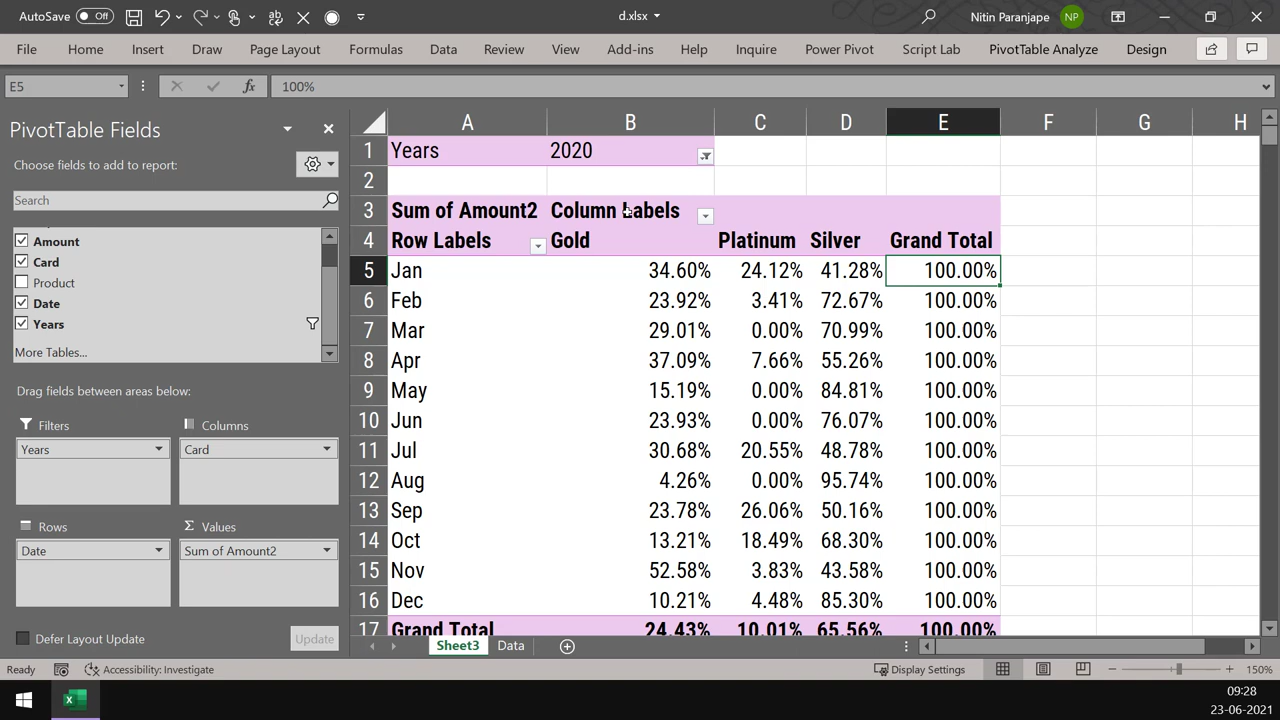 AutoSave Off d.xlsx Nitin Paranjape NP
File Home Insert Draw Page Layout Formulas Data Review View Add-ins Help Inquire Power Pivot Script Lab PivotTable Analyze Design
E5 fx 100%
PivotTable Fields
Choose fields to add to report:
Search
Amount
Card
Product
Date
Years
More Tables...
Drag fields between areas below:
Filters Columns
Years Card
Rows Σ Values
Date Sum of Amount2
Defer Layout Update Update
A B C D E F G H
1 Years 2020
2
3 Sum of Amount2 Column Labels
4 Row Labels Gold Platinum Silver Grand Total
5 Jan 34.60% 24.12% 41.28% 100.00%
6 Feb 23.92% 3.41% 72.67% 100.00%
7 Mar 29.01% 0.00% 70.99% 100.00%
8 Apr 37.09% 7.66% 55.26% 100.00%
9 May 15.19% 0.00% 84.81% 100.00%
10 Jun 23.93% 0.00% 76.07% 100.00%
11 Jul 30.68% 20.55% 48.78% 100.00%
12 Aug 4.26% 0.00% 95.74% 100.00%
13 Sep 23.78% 26.06% 50.16% 100.00%
14 Oct 13.21% 18.49% 68.30% 100.00%
15 Nov 52.58% 3.83% 43.58% 100.00%
16 Dec 10.21% 4.48% 85.30% 100.00%
17 Grand Total 24.43% 10.01% 65.56% 100.00%
Sheet3 Data
Ready Accessibility: Investigate Display Settings 150%
09:28
23-06-2021